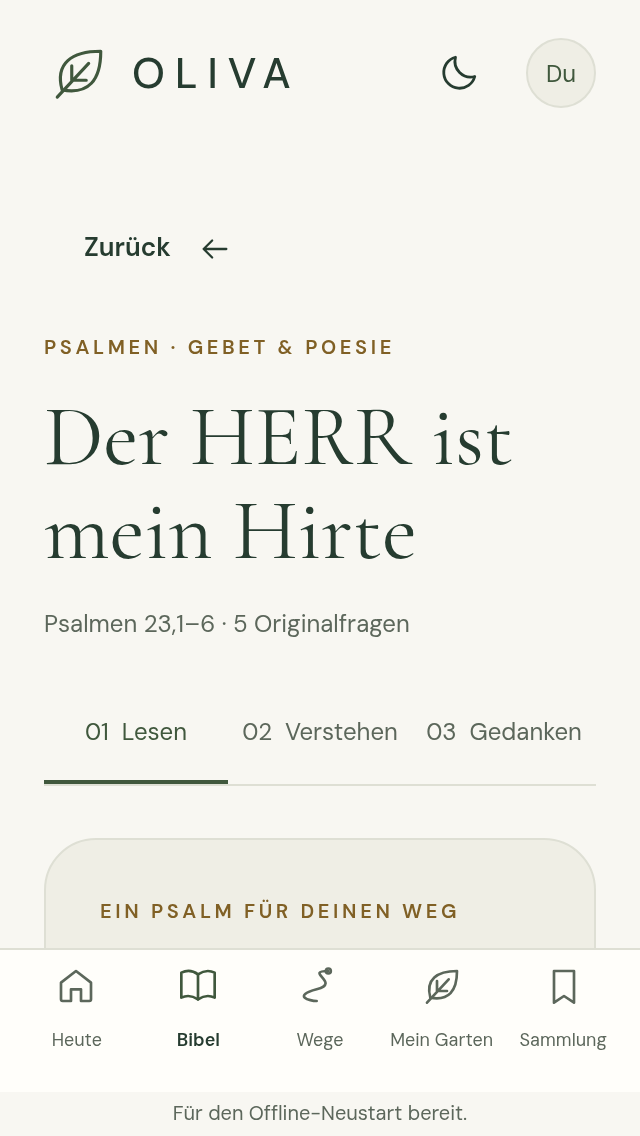 OLIVA
Du
Zurück ←
PSALMEN · GEBET & POESIE
Der HERR ist
mein Hirte
Psalmen 23,1–6 · 5 Originalfragen
01 Lesen 02 Verstehen 03 Gedanken
EIN PSALM FÜR DEINEN WEG
Heute Bibel Wege Mein Garten Sammlung
Für den Offline-Neustart bereit.